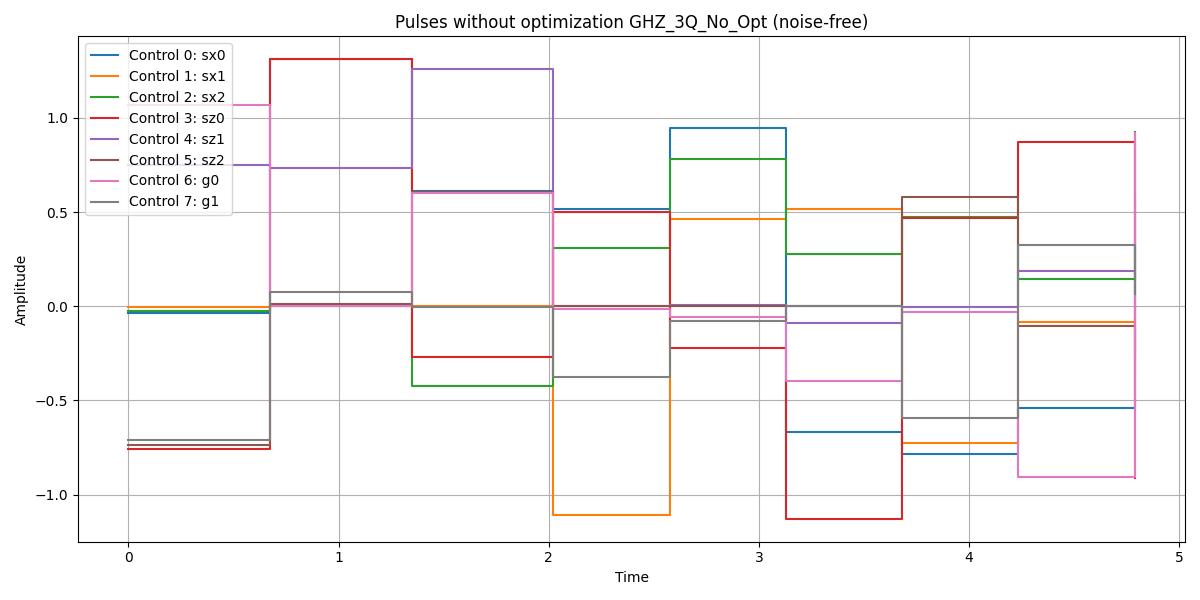 Pulses without optimization GHZ_3Q_No_Opt (noise-free)
Control 0: sx0
Control 1: sx1
Control 2: sx2
Control 3: sz0
Control 4: sz1
Control 5: sz2
Control 6: g0
Control 7: g1
Amplitude
1.0
0.5
0.0
−0.5
−1.0
0 1 2 3 4 5
Time